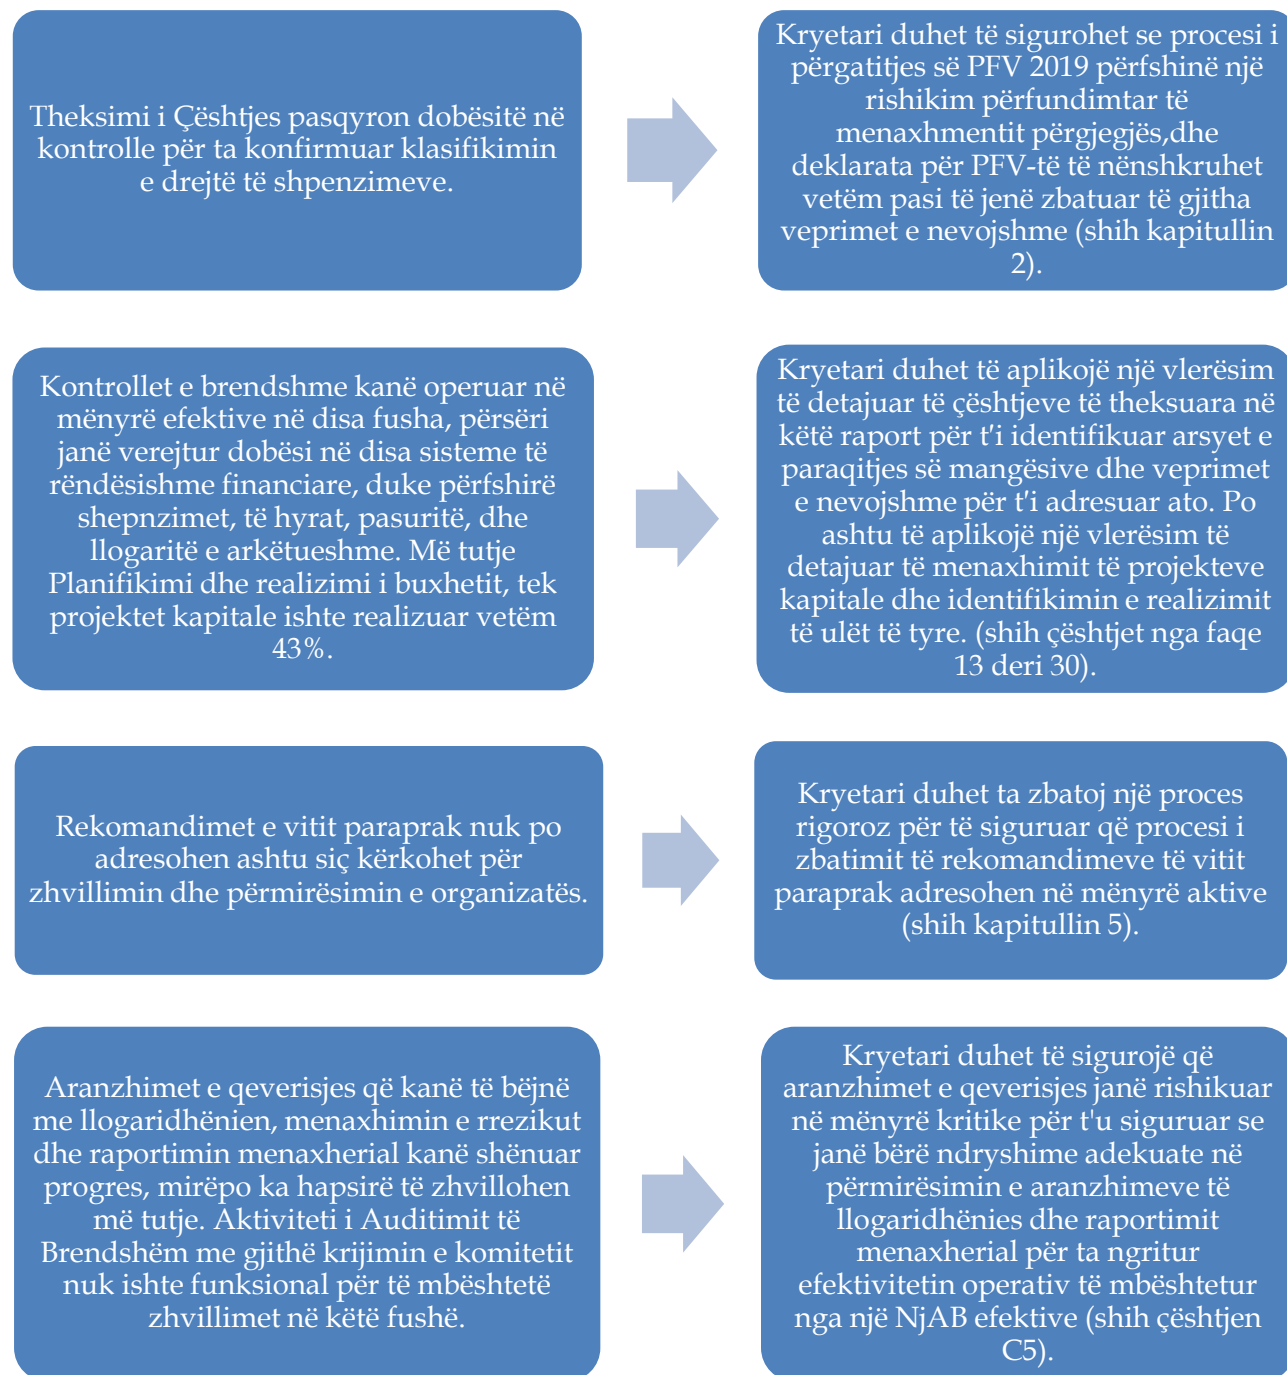 Theksimi i Çështjes pasqyron dobësitë në
kontrolle për ta konfirmuar klasifikimin
e drejtë të shpenzimeve.
Kryetari duhet të sigurohet se procesi i
përgatitjes së PFV 2019 përfshinë një
rishikim përfundimtar të
menaxhmentit përgjegjës,dhe
deklarata për PFV-të të nënshkruhet
vetëm pasi të jenë zbatuar të gjitha
veprimet e nevojshme (shih kapitullin
2).
Kontrollet e brendshme kanë operuar në
mënyrë efektive në disa fusha, përsëri
janë verejtur dobësi në disa sisteme të
rëndësishme financiare, duke përfshirë
shepnzimet, të hyrat, pasuritë, dhe
llogaritë e arkëtueshme. Më tutje
Planifikimi dhe realizimi i buxhetit, tek
projektet kapitale ishte realizuar vetëm
43%.
Kryetari duhet të aplikojë një vlerësim
të detajuar të çështjeve të theksuara në
këtë raport për t'i identifikuar arsyet e
paraqitjes së mangësive dhe veprimet
e nevojshme për t'i adresuar ato. Po
ashtu të aplikojë një vlerësim të
detajuar të menaxhimit të projekteve
kapitale dhe identifikimin e realizimit
të ulët të tyre. (shih çështjet nga faqe
13 deri 30).
Rekomandimet e vitit paraprak nuk po
adresohen ashtu siç kërkohet për
zhvillimin dhe përmirësimin e organizatës.
Kryetari duhet ta zbatoj një proces
rigoroz për të siguruar që procesi i
zbatimit të rekomandimeve të vitit
paraprak adresohen në mënyrë aktive
(shih kapitullin 5).
Aranzhimet e qeverisjes që kanë të bëjnë
me llogaridhënien, menaxhimin e rrezikut
dhe raportimin menaxherial kanë shënuar
progres, mirëpo ka hapsirë të zhvillohen
më tutje. Aktiviteti i Auditimit të
Brendshëm me gjithë krijimin e komitetit
nuk ishte funksional për të mbështetë
zhvillimet në këtë fushë.
Kryetari duhet të sigurojë që
aranzhimet e qeverisjes janë rishikuar
në mënyrë kritike për t'u siguruar se
janë bërë ndryshime adekuate në
përmirësimin e aranzhimeve të
llogaridhënies dhe raportimit
menaxherial për ta ngritur
efektivitetin operativ të mbështetur
nga një NjAB efektive (shih çështjen
C5).